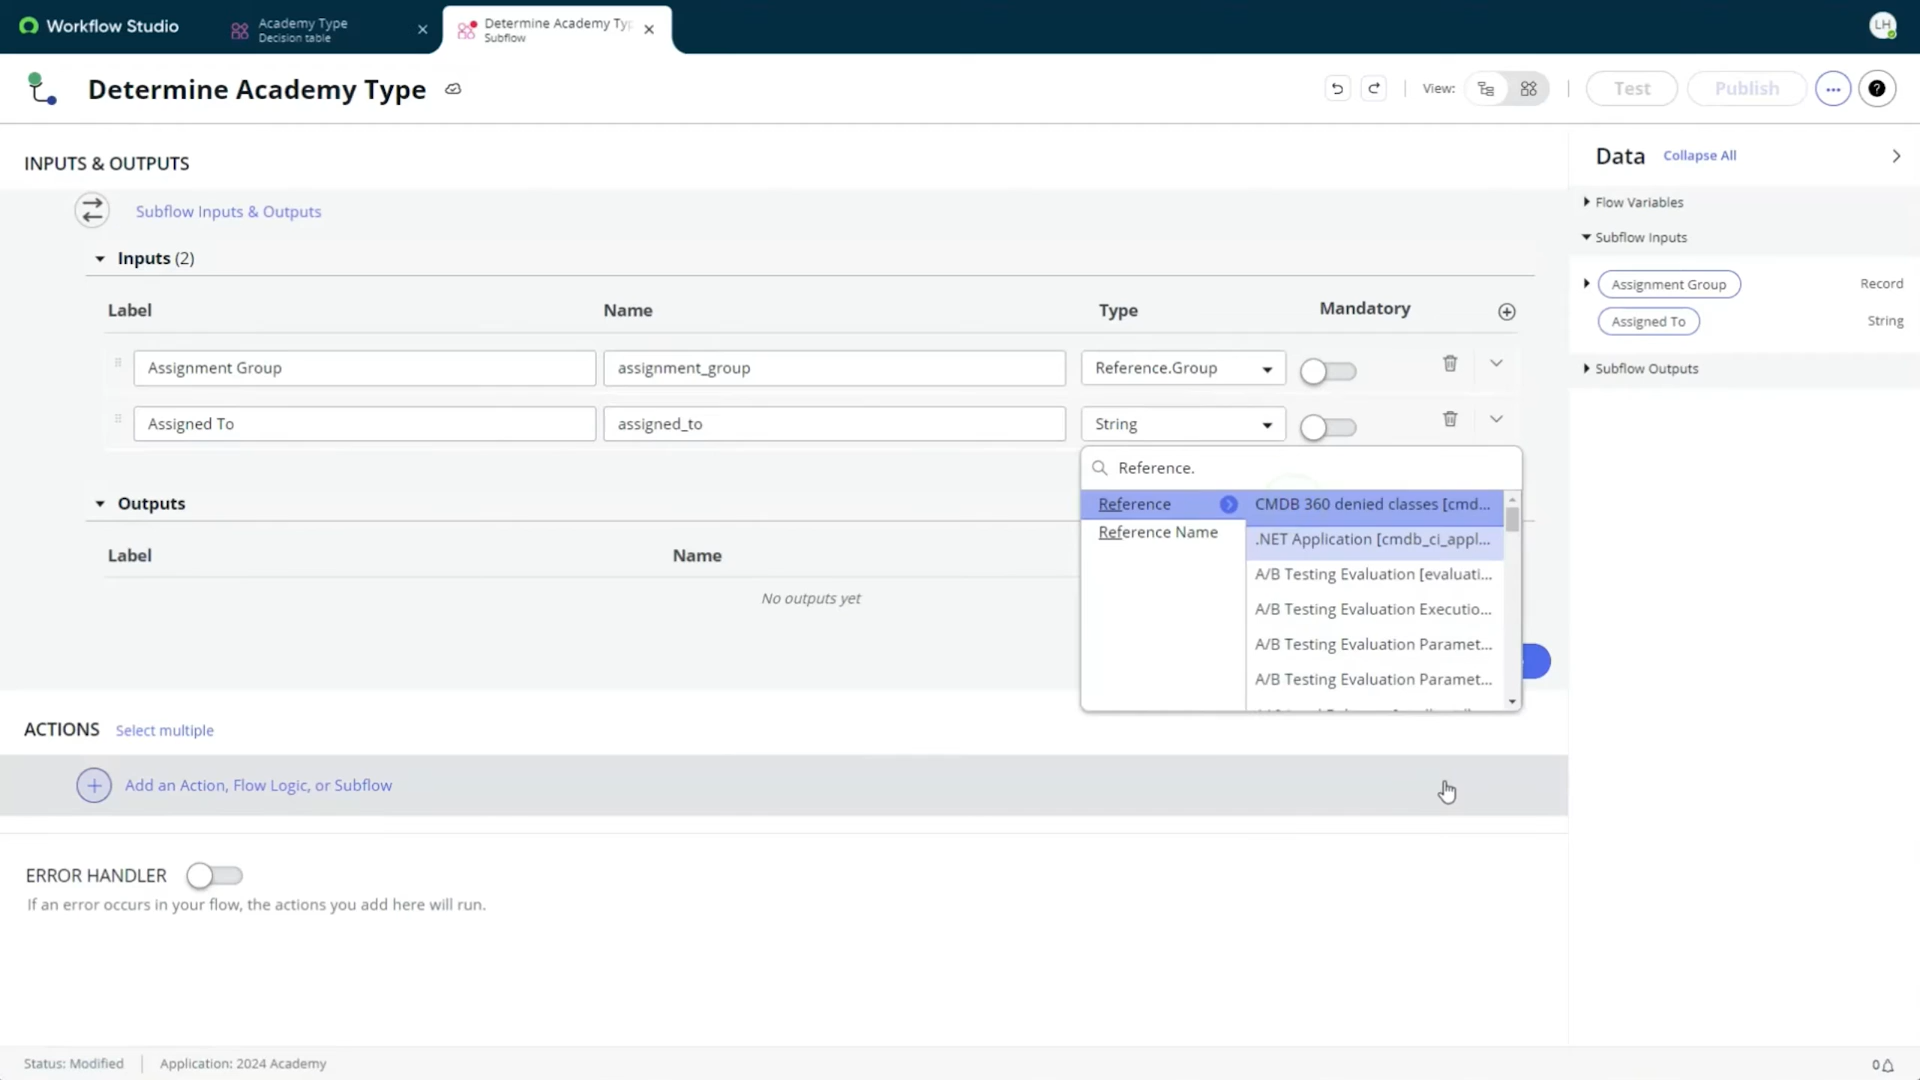 Workflow Studio
Academy Type
Decision table
Determine Academy Typ
Subflow
LH
Determine Academy Type
View:
Test
Publish
INPUTS & OUTPUTS
Subflow Inputs & Outputs
Inputs (2)
Label
Name
Type
Mandatory
Assignment Group
assignment_group
Reference.Group
Assigned To
assigned_to
String
Reference.
Reference
Reference Name
CMDB 360 denied classes [cmd...
.NET Application [cmdb_ci_appl...
A/B Testing Evaluation [evaluati...
A/B Testing Evaluation Executio...
A/B Testing Evaluation Paramet...
A/B Testing Evaluation Paramet...
Outputs
Label
Name
No outputs yet
ACTIONS
Select multiple
Add an Action, Flow Logic, or Subflow
ERROR HANDLER
If an error occurs in your flow, the actions you add here will run.
Data
Collapse All
Flow Variables
Subflow Inputs
Assignment Group
Record
Assigned To
String
Subflow Outputs
Status: Modified
Application: 2024 Academy
0